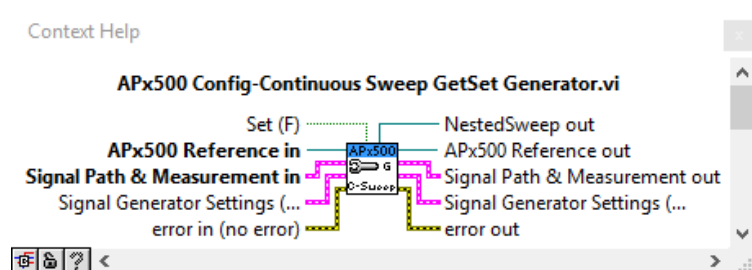 Context Help
x
APx500 Config-Continuous Sweep GetSet Generator.vi
Set (F)
NestedSweep out
APx500 Reference in
APx500
APx500 Reference out
G
Signal Path & Measurement in
Signal Path & Measurement out
C-Sweep
Signal Generator Settings (...
Signal Generator Settings (...
error in (no error)
error out
?